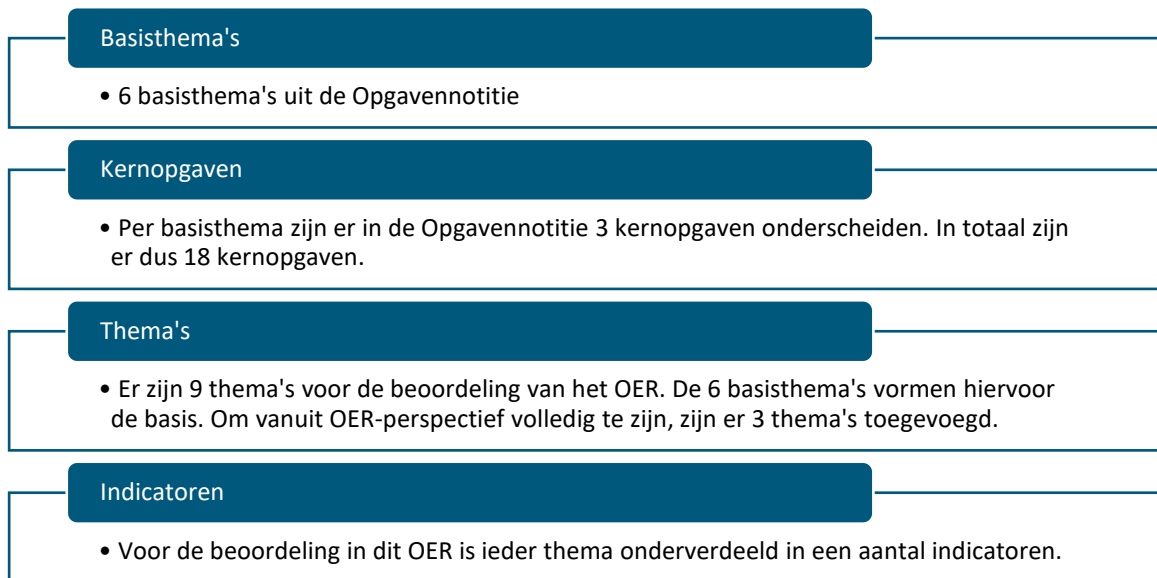 Basisthema's
• 6 basisthema's uit de Opgavennotitie
Kernopgaven
• Per basisthema zijn er in de Opgavennotitie 3 kernopgaven onderscheiden. In totaal zijn
er dus 18 kernopgaven.
Thema's
• Er zijn 9 thema's voor de beoordeling van het OER. De 6 basisthema's vormen hiervoor
de basis. Om vanuit OER-perspectief volledig te zijn, zijn er 3 thema's toegevoegd.
Indicatoren
• Voor de beoordeling in dit OER is ieder thema onderverdeeld in een aantal indicatoren.